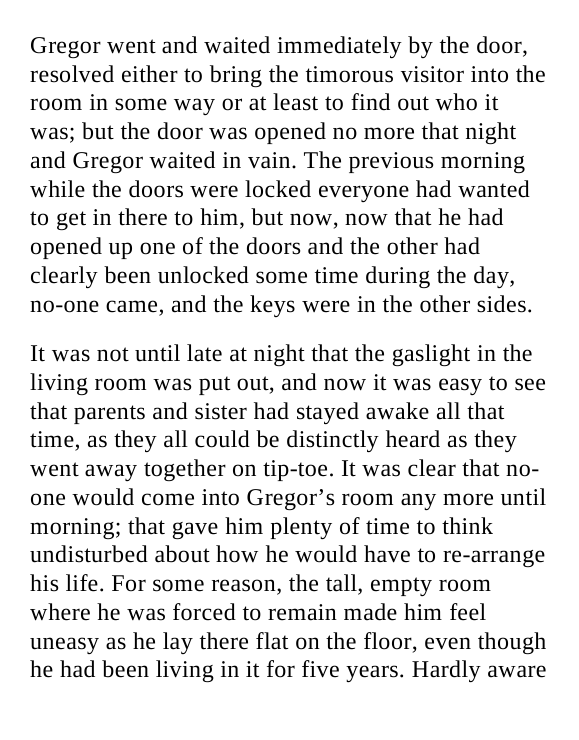 Gregor went and waited immediately by the door,
resolved either to bring the timorous visitor into the
room in some way or at least to find out who it
was; but the door was opened no more that night
and Gregor waited in vain. The previous morning
while the doors were locked everyone had wanted
to get in there to him, but now, now that he had
opened up one of the doors and the other had
clearly been unlocked some time during the day,
no-one came, and the keys were in the other sides.
It was not until late at night that the gaslight in the
living room was put out, and now it was easy to see
that parents and sister had stayed awake all that
time, as they all could be distinctly heard as they
went away together on tip-toe. It was clear that no-
one would come into Gregor’s room any more until
morning; that gave him plenty of time to think
undisturbed about how he would have to re-arrange
his life. For some reason, the tall, empty room
where he was forced to remain made him feel
uneasy as he lay there flat on the floor, even though
he had been living in it for five years. Hardly aware